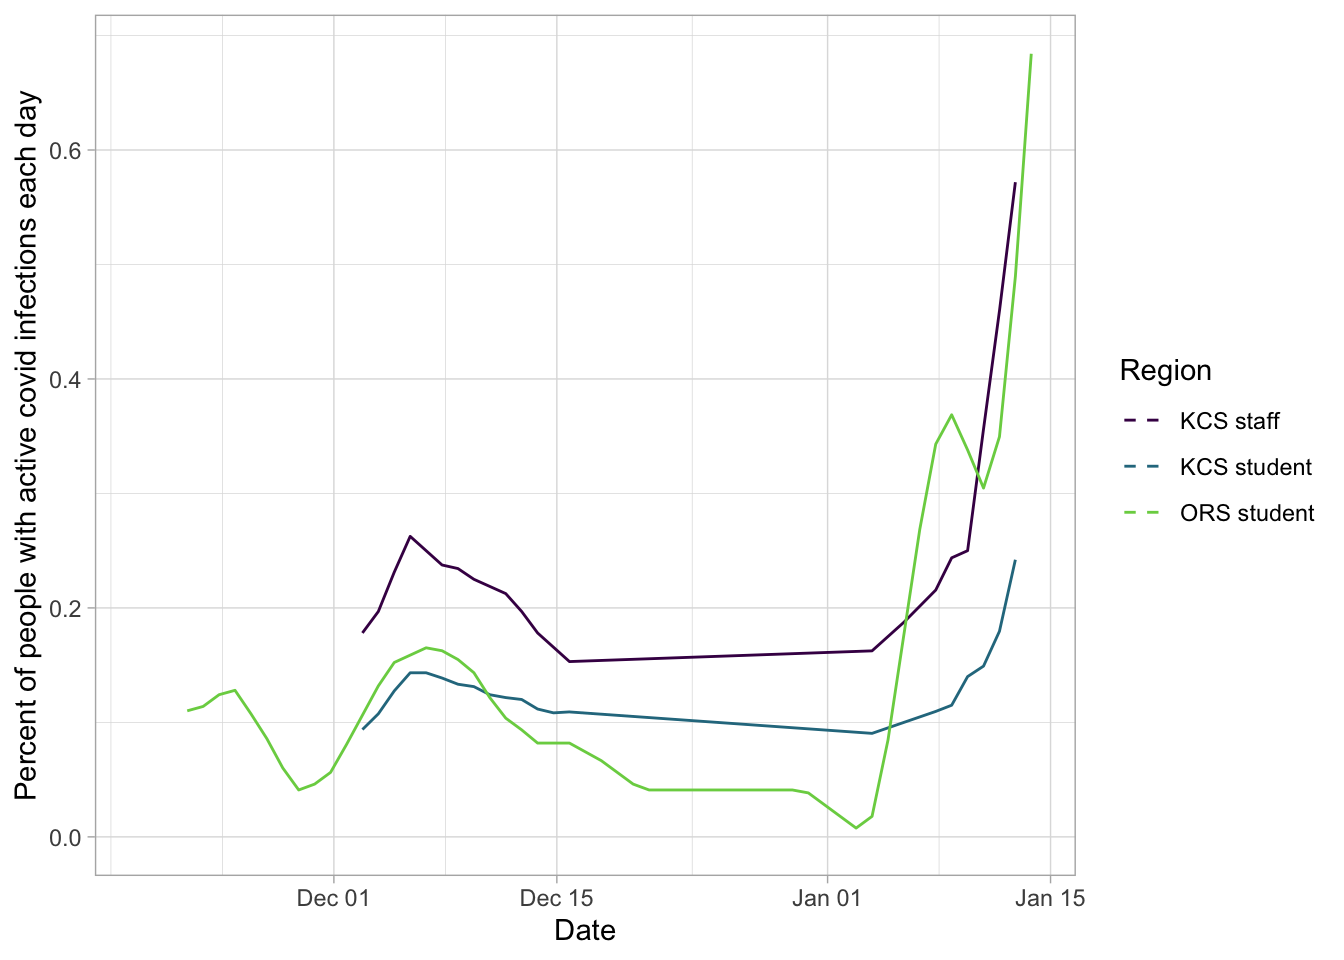 Percent of people with active covid infections each day
0.6
0.4
0.2
0.0
Dec 01
Dec 15
Jan 01
Jan 15
Date
Region
KCS staff
KCS student
ORS student